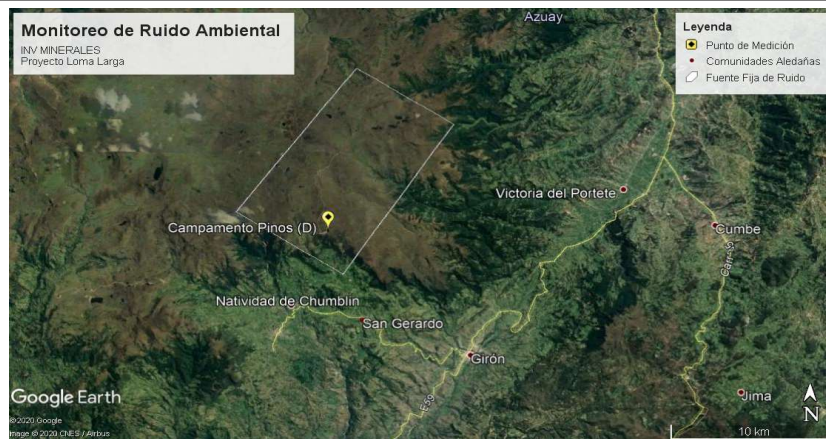 Monitoreo de Ruido Ambiental
INV MINERALES
Proyecto Loma Larga
Azuay
Leyenda
Punto de Medición
Comunidades Aledañas
Fuente Fija de Ruido
Victoria del Portete
Campamento Pinos (D)
Cumbe
Natividad de Chumblin
San Gerardo
Girón
E59
Jima
Google Earth
©2020 Google
Image © 2020 CNES / Airbus
N
10 km